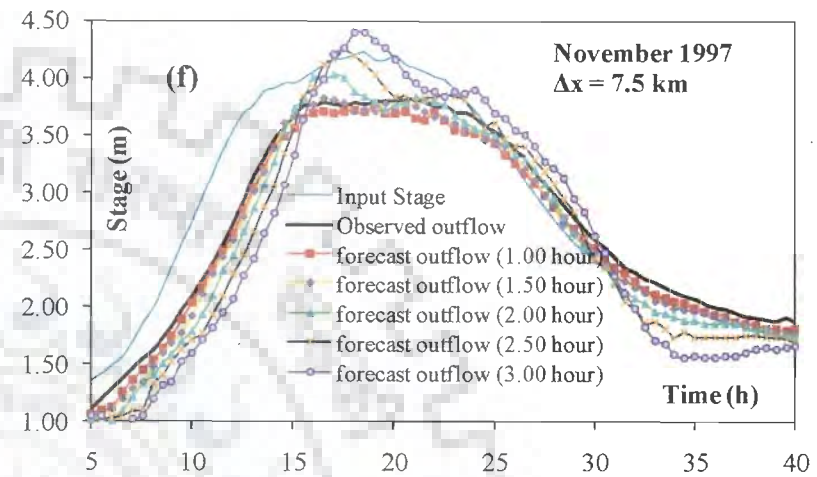 4.50
4.00
3.50
3.00
2.50
2.00
1.50
1.00
Stage (m)
(f)
November 1997
Δx = 7.5 km
Input Stage
Observed outflow
forecast outflow (1.00 hour)
forecast outflow (1.50 hour)
forecast outflow (2.00 hour)
forecast outflow (2.50 hour)
forecast outflow (3.00 hour)
Time (h)
5 10 15 20 25 30 35 40